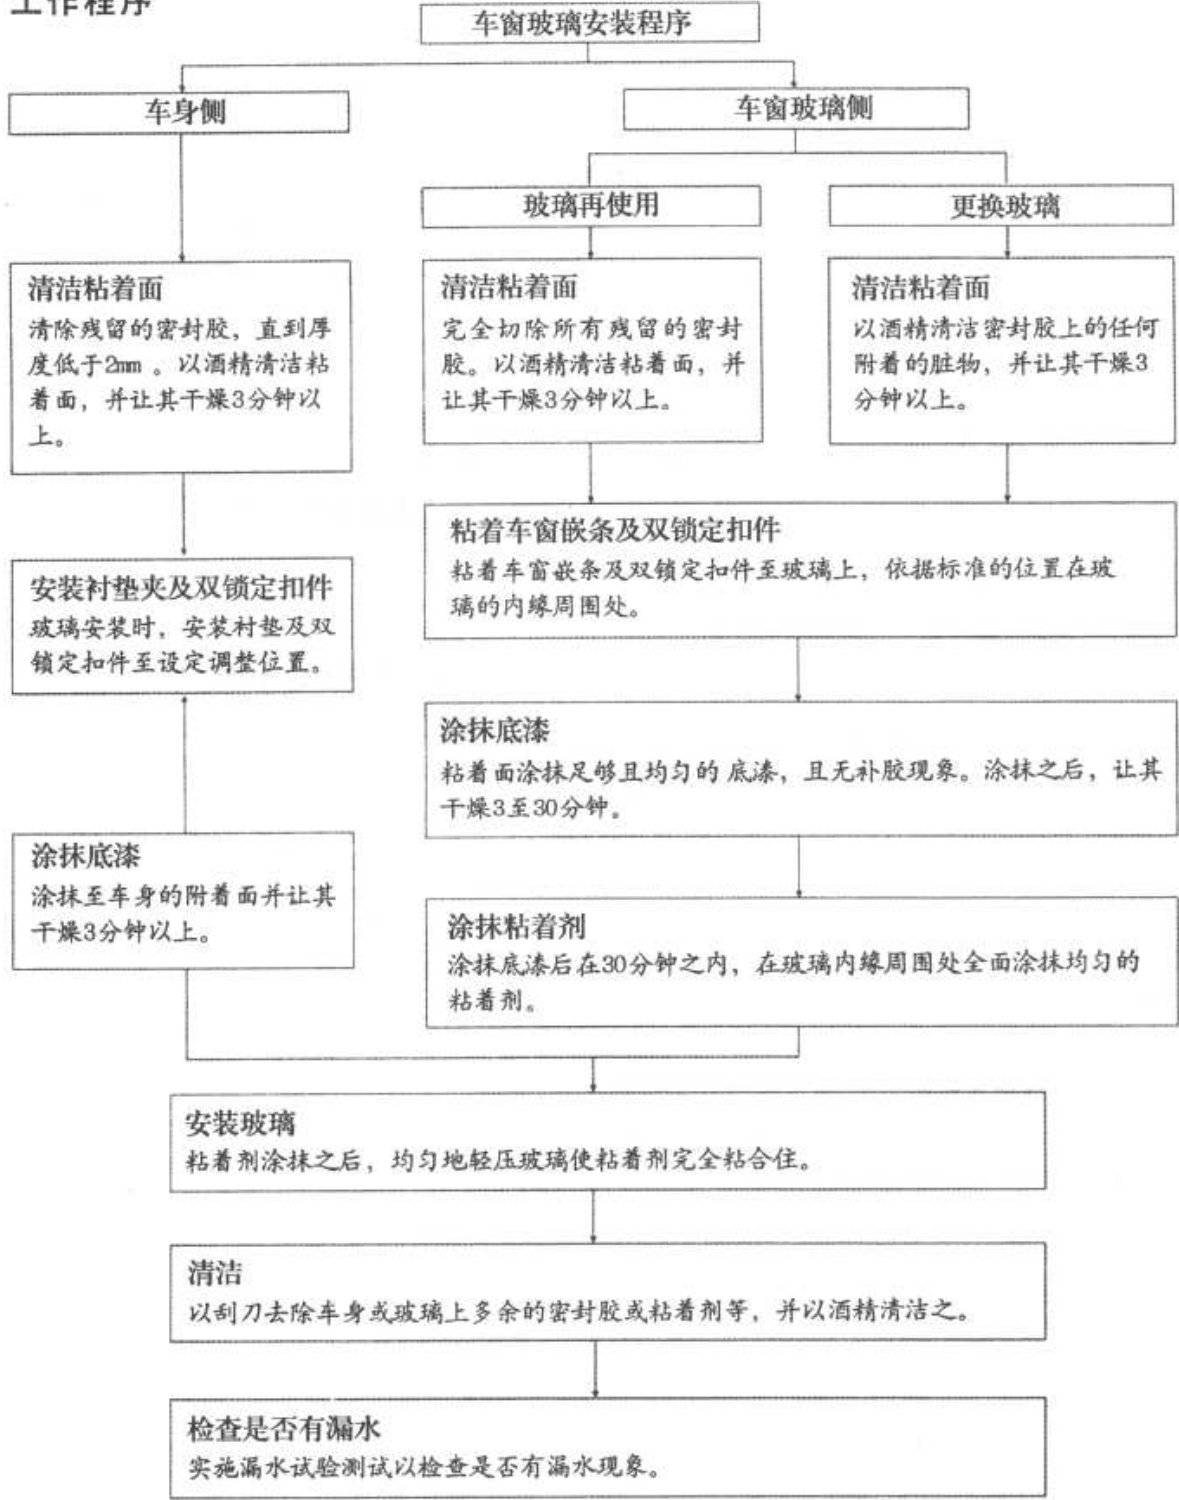 工作程序
车窗玻璃安装程序
车身侧
车窗玻璃侧
玻璃再使用
更换玻璃
清洁粘着面
清除残留的密封胶，直到厚
度低于2mm 。以酒精清洁粘
着面，并让其干燥3分钟以
上。
清洁粘着面
完全切除所有残留的密封
胶。以酒精清洁粘着面，并
让其干燥3分钟以上。
清洁粘着面
以酒精清洁密封胶上的任何
附着的脏物，并让其干燥3
分钟以上。
粘着车窗嵌条及双锁定扣件
粘着车窗嵌条及双锁定扣件至玻璃上，依据标准的位置在玻
璃的内缘周围处。
安装衬垫夹及双锁定扣件
玻璃安装时，安装衬垫及双
锁定扣件至设定调整位置。
涂抹底漆
粘着面涂抹足够且均匀的 底漆，且无补胶现象。涂抹之后，让其
干燥3至30分钟。
涂抹底漆
涂抹至车身的附着面并让其
干燥3分钟以上。
涂抹粘着剂
涂抹底漆后在30分钟之内，在玻璃内缘周围处全面涂抹均匀的
粘着剂。
安装玻璃
粘着剂涂抹之后，均匀地轻压玻璃使粘着剂完全粘合住。
清洁
以刮刀去除车身或玻璃上多余的密封胶或粘着剂等，并以酒精清洁之。
检查是否有漏水
实施漏水试验测试以检查是否有漏水现象。